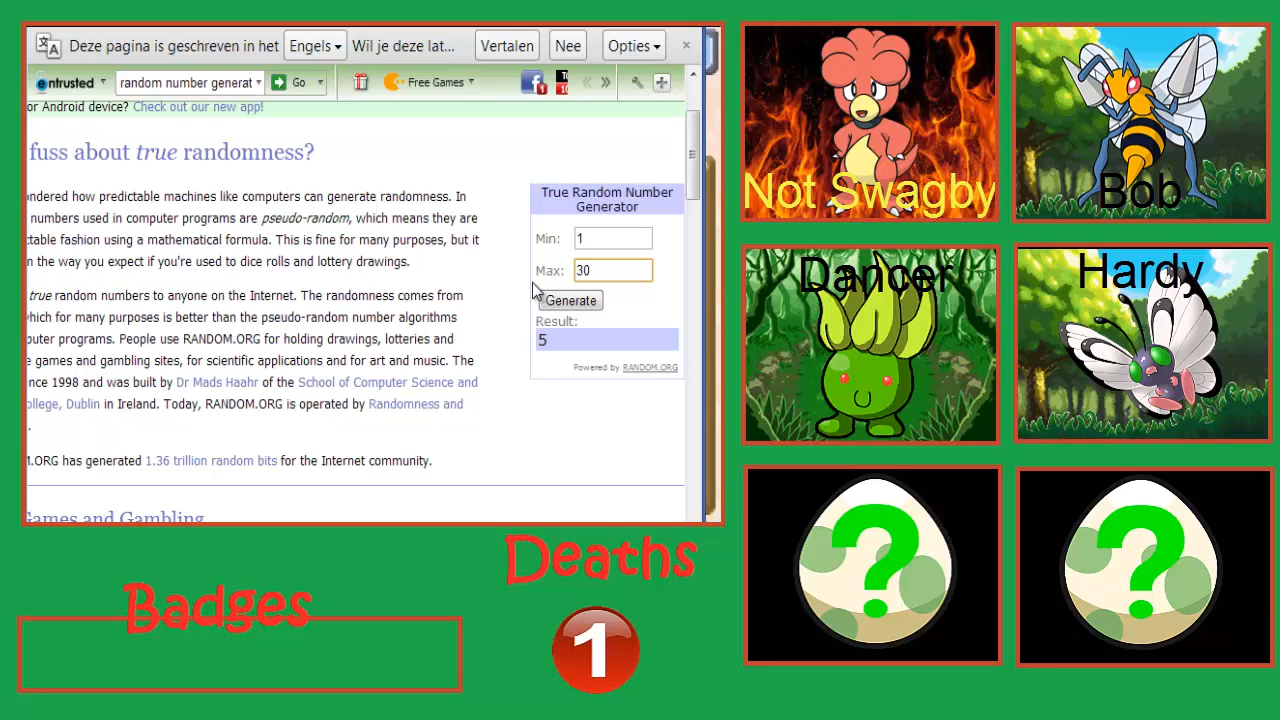 Deze pagina is geschreven in het Engels Wil je deze lat... Vertalen Nee Opties
entrusted random number generat Go Free Games
or Android device? Check out our new app!
fuss about true randomness?
ndered how predictable machines like computers can generate randomness. In
numbers used in computer programs are pseudo-random, which means they are
ctable fashion using a mathematical formula. This is fine for many purposes, but it
n the way you expect if you're used to dice rolls and lottery drawings.
true random numbers to anyone on the Internet. The randomness comes from
which for many purposes is better than the pseudo-random number algorithms
puter programs. People use RANDOM.ORG for holding drawings, lotteries and
e games and gambling sites, for scientific applications and for art and music. The
nce 1998 and was built by Dr Mads Haahr of the School of Computer Science and
ollege, Dublin in Ireland. Today, RANDOM.ORG is operated by Randomness and
.
M.ORG has generated 1.36 trillion random bits for the Internet community.
Games and Gambling
True Random Number
Generator
Min: 1
Max: 30
Generate
Result:
5
Powered by RANDOM.ORG
Not Swagby
Bob
Dancer
Hardy
?
?
Deaths
1
Badges